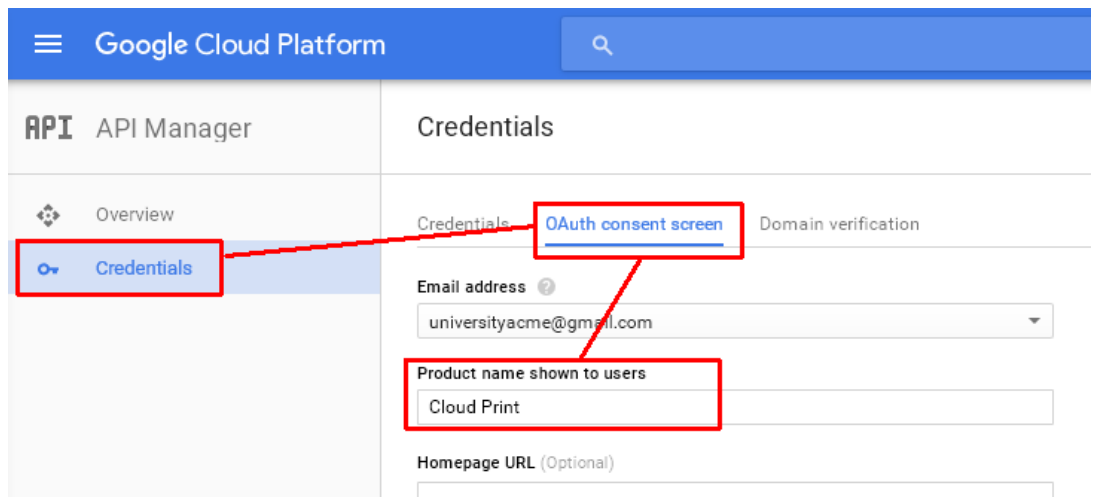 Google Cloud Platform
API API Manager
Credentials
Overview
Credentials
Credentials OAuth consent screen Domain verification
Email address
universityacme@gmail.com
Product name shown to users
Cloud Print
Homepage URL (Optional)